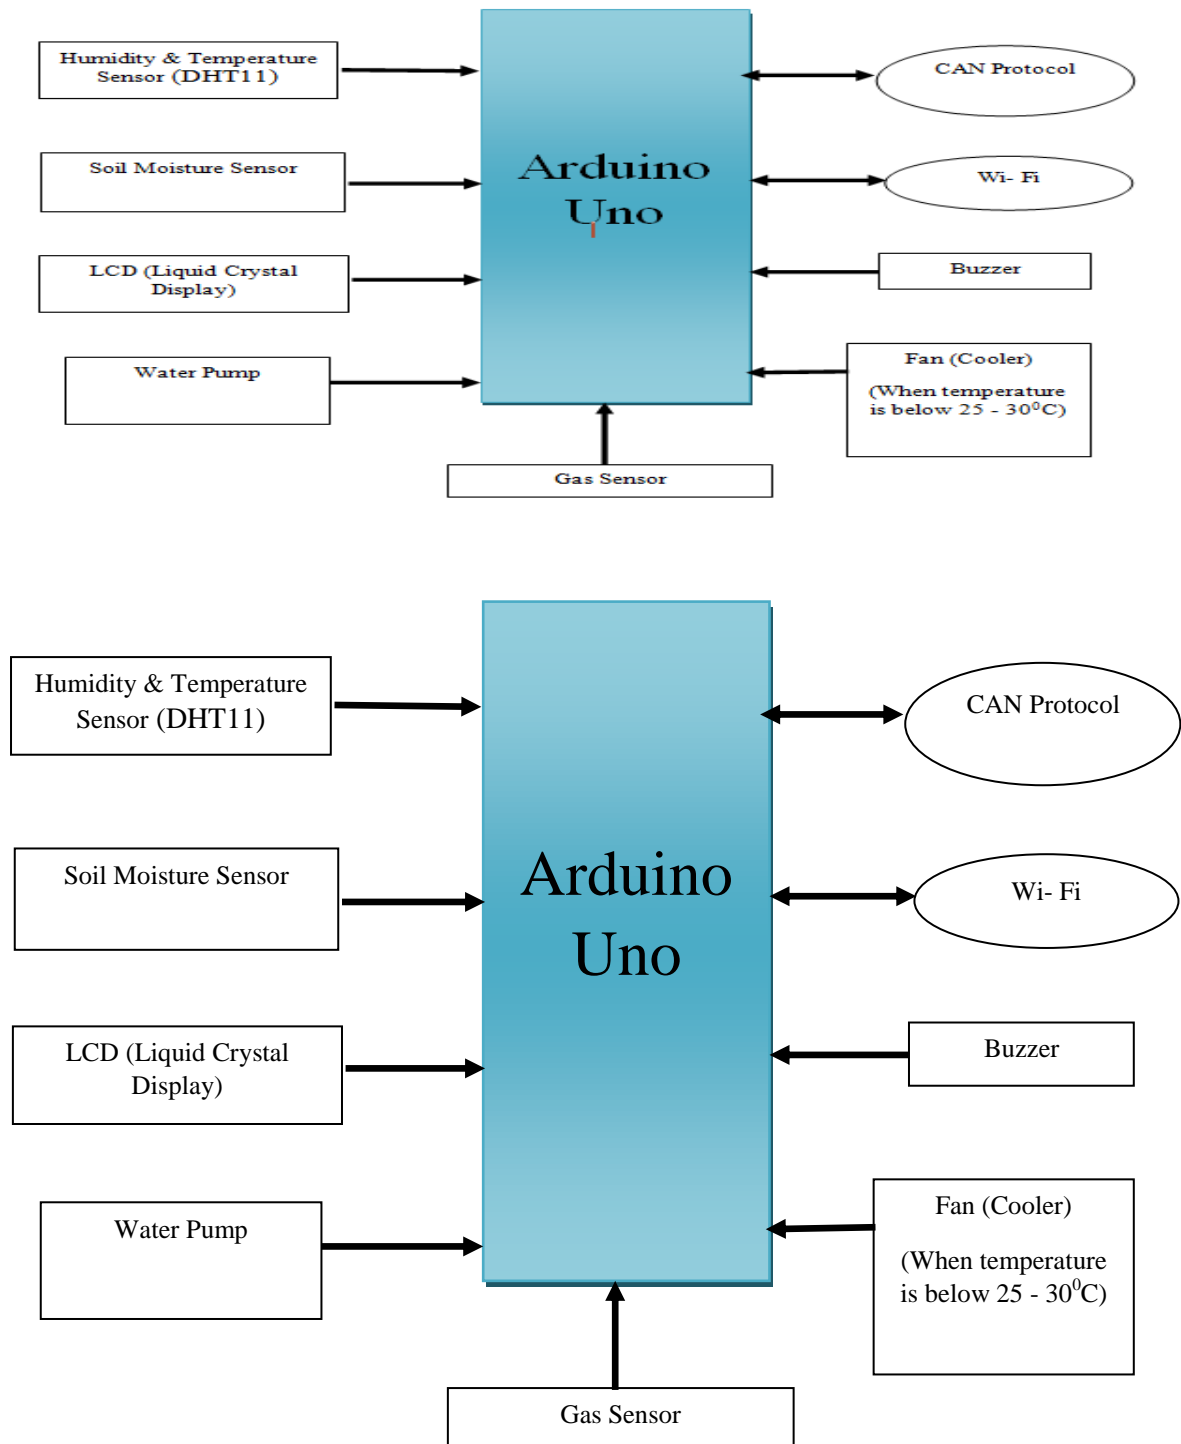 Humidity & Temperature
Sensor (DHT11)
CAN Protocol
Soil Moisture Sensor
Arduino
Uno
Wi- Fi
LCD (Liquid Crystal
Display)
Buzzer
Water Pump
Fan (Cooler)
(When temperature
is below 25 - 30⁰C)
Gas Sensor
Humidity & Temperature
Sensor (DHT11)
CAN Protocol
Soil Moisture Sensor
Arduino
Uno
Wi- Fi
LCD (Liquid Crystal
Display)
Buzzer
Water Pump
Fan (Cooler)
(When temperature
is below 25 - 30⁰C)
Gas Sensor